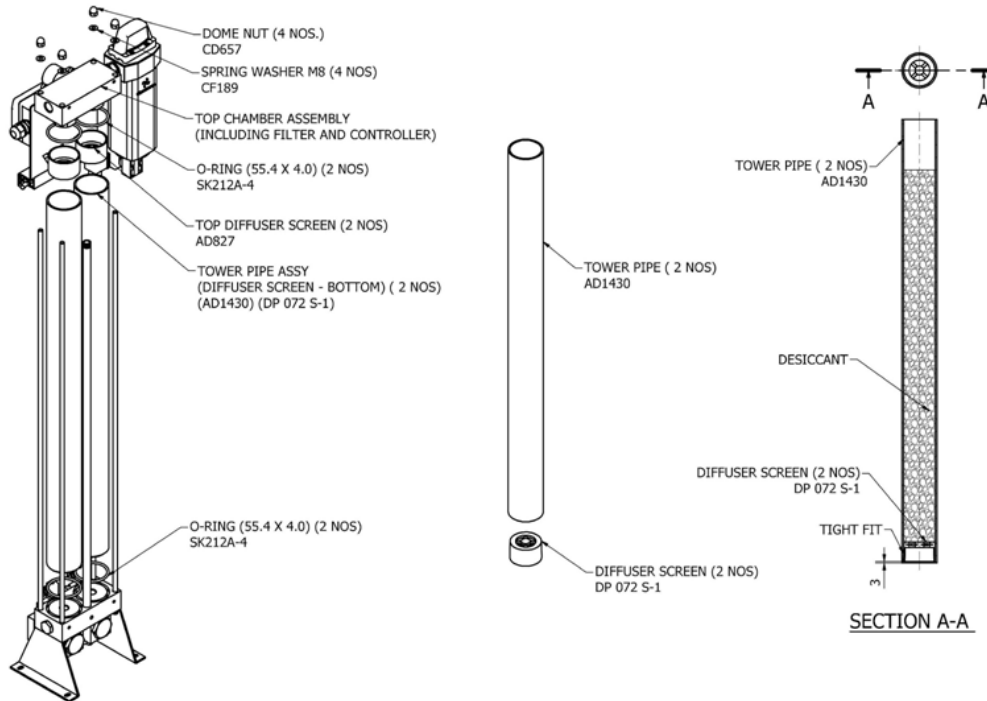 DOME NUT (4 NOS.)
CD657
SPRING WASHER M8 (4 NOS)
CF189
TOP CHAMBER ASSEMBLY
(INCLUDING FILTER AND CONTROLLER)
O-RING (55.4 X 4.0) (2 NOS)
SK212A-4
TOP DIFFUSER SCREEN (2 NOS)
AD827
TOWER PIPE ASSY
(DIFFUSER SCREEN - BOTTOM) ( 2 NOS)
(AD1430) (DP 072 S-1)
O-RING (55.4 X 4.0) (2 NOS)
SK212A-4
TOWER PIPE ( 2 NOS)
AD1430
DIFFUSER SCREEN (2 NOS)
DP 072 S-1
A
A
TOWER PIPE ( 2 NOS)
AD1430
DESICCANT
DIFFUSER SCREEN (2 NOS)
DP 072 S-1
TIGHT FIT
3
SECTION A-A